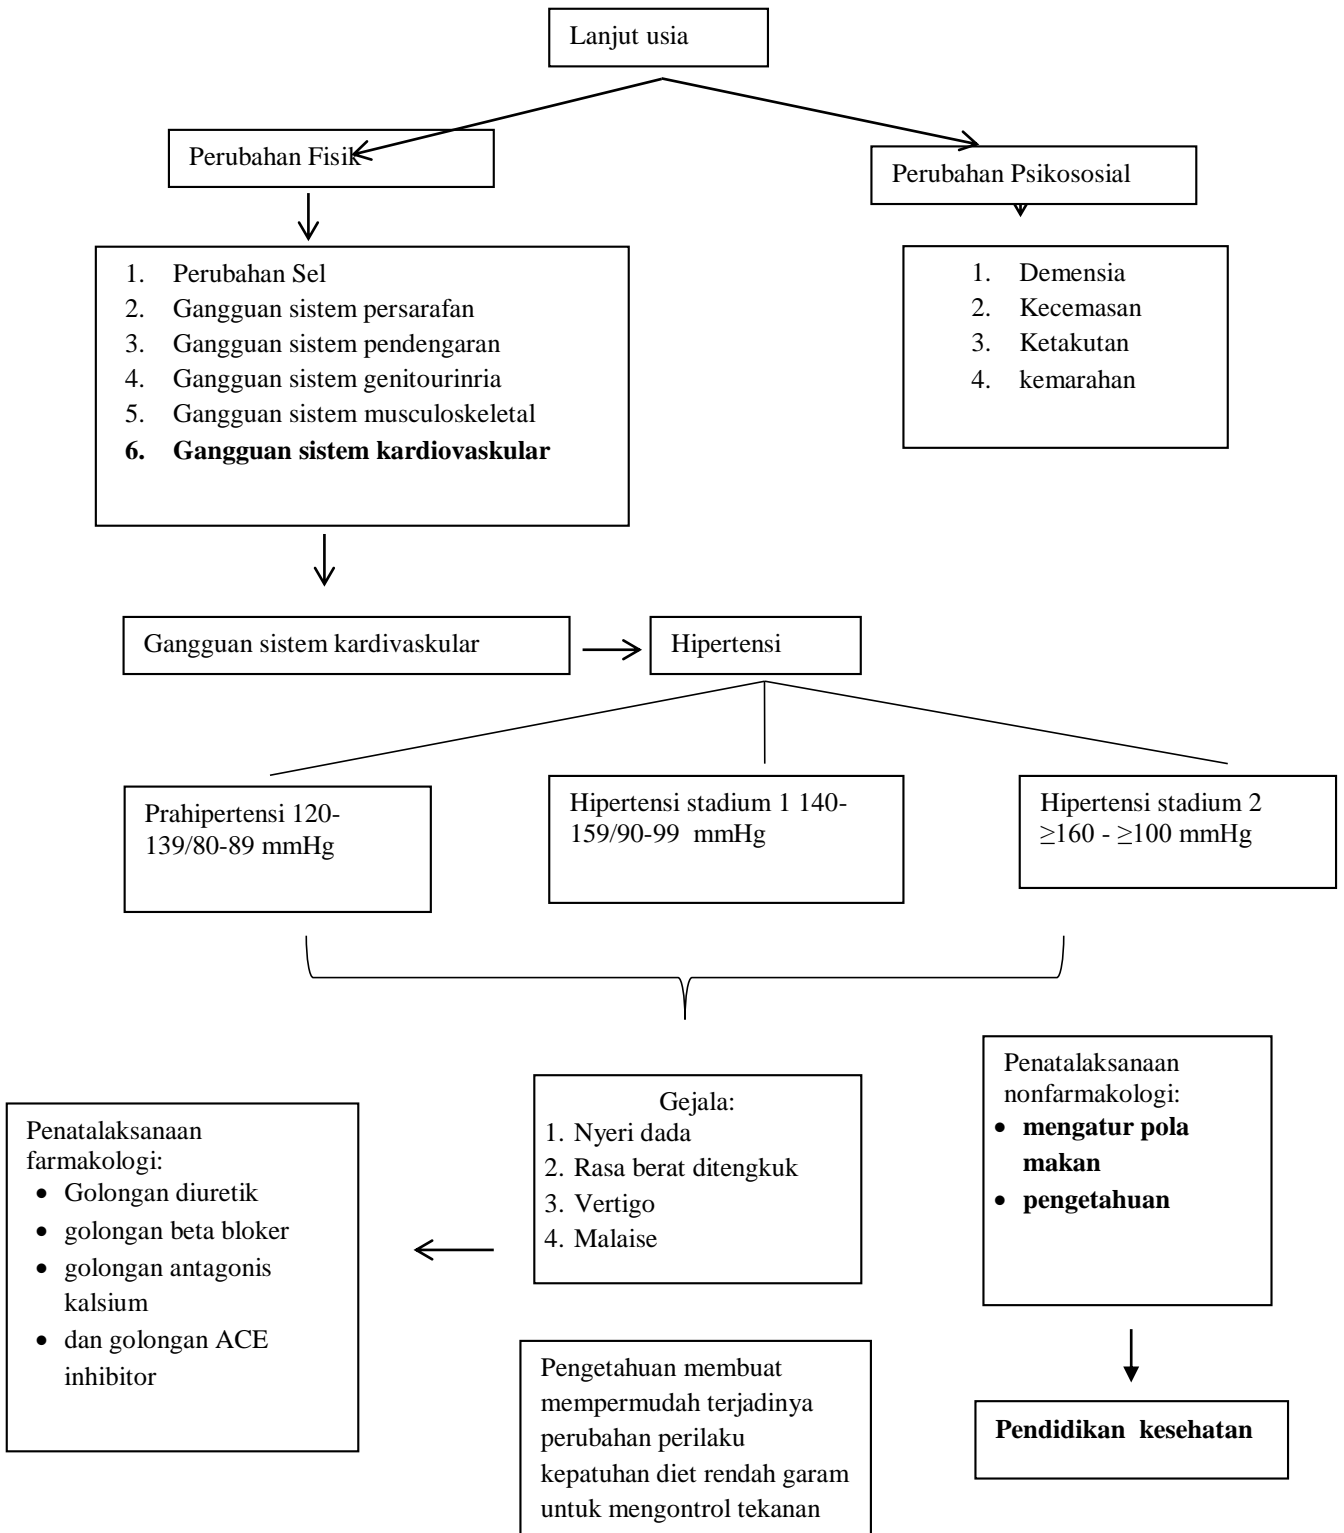 Lanjut usia
Perubahan Fisik
Perubahan Psikososial
1. Perubahan Sel
2. Gangguan sistem persarafan
3. Gangguan sistem pendengaran
4. Gangguan sistem genitourinria
5. Gangguan sistem musculoskeletal
6. Gangguan sistem kardiovaskular
1. Demensia
2. Kecemasan
3. Ketakutan
4. kemarahan
Gangguan sistem kardivaskular
Hipertensi
Prahipertensi 120-
139/80-89 mmHg
Hipertensi stadium 1 140-
159/90-99 mmHg
Hipertensi stadium 2
≥160 - ≥100 mmHg
Penatalaksanaan
farmakologi:
• Golongan diuretik
• golongan beta bloker
• golongan antagonis
kalsium
• dan golongan ACE
inhibitor
Gejala:
1. Nyeri dada
2. Rasa berat ditengkuk
3. Vertigo
4. Malaise
Penatalaksanaan
nonfarmakologi:
• mengatur pola
makan
• pengetahuan
Pengetahuan membuat
mempermudah terjadinya
perubahan perilaku
kepatuhan diet rendah garam
untuk mengontrol tekanan
Pendidikan kesehatan